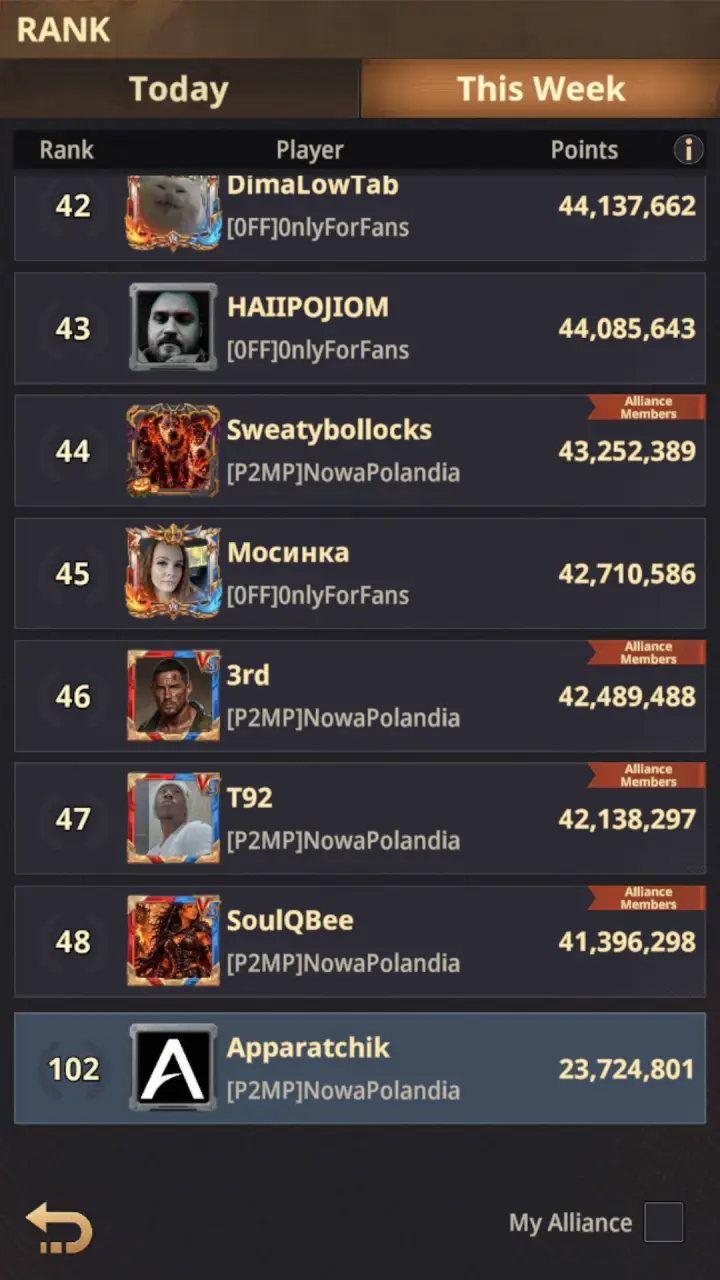 RANK
Today
This Week
Rank
Player
Points
i
42
DimaLowTab
[0FF]0nlyForFans
44,137,662
43
HAIIPOJIOM
[0FF]0nlyForFans
44,085,643
Alliance
Members
44
Sweatybollocks
[P2MP]NowaPolandia
43,252,389
45
Мосинка
[0FF]0nlyForFans
42,710,586
Alliance
Members
46
3rd
[P2MP]NowaPolandia
42,489,488
Alliance
Members
47
T92
[P2MP]NowaPolandia
42,138,297
Alliance
Members
48
SoulQBee
[P2MP]NowaPolandia
41,396,298
102
Apparatchik
[P2MP]NowaPolandia
23,724,801
My Alliance